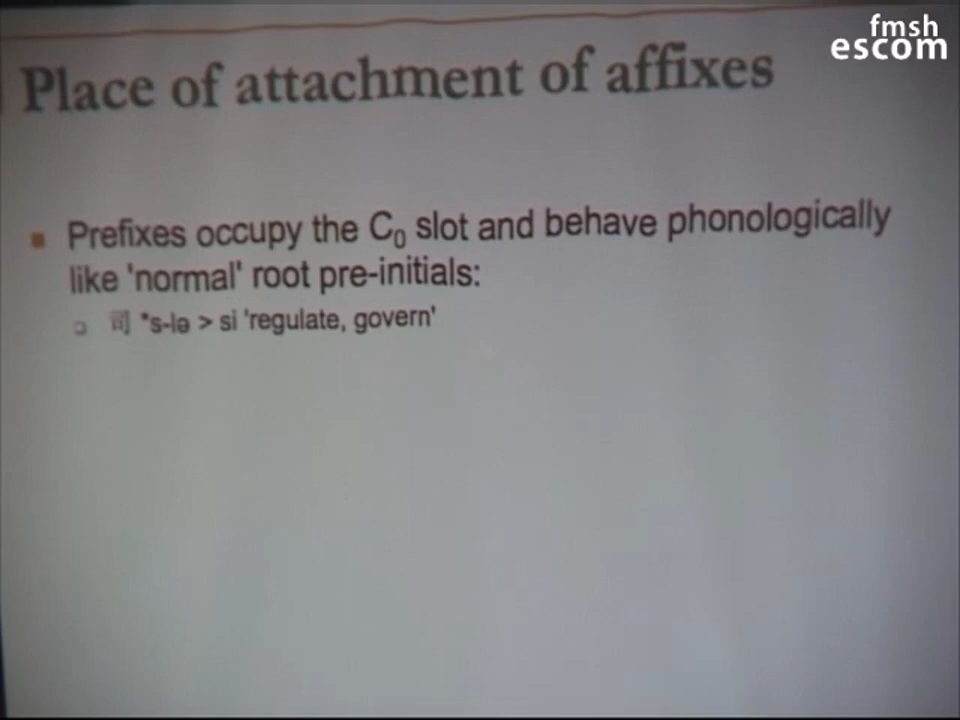 fmsh
escom
Place of attachment of affixes
Prefixes occupy the C₀ slot and behave phonologically
like 'normal' root pre-initials:
司 *s-lə > si 'regulate, govern'